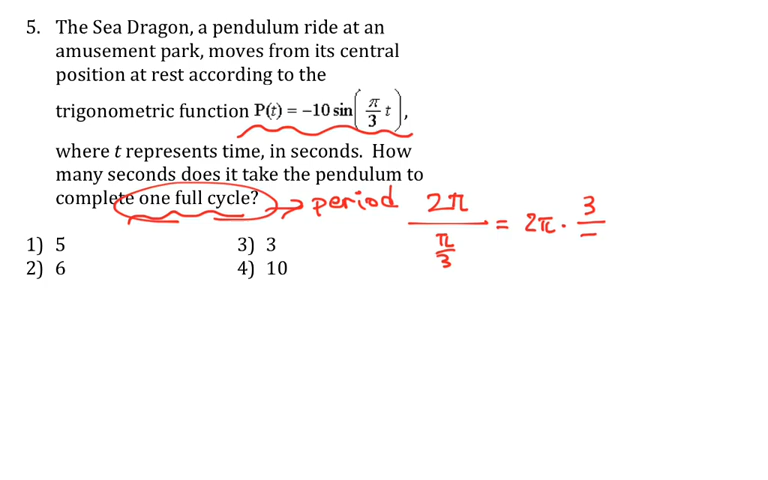 5. The Sea Dragon, a pendulum ride at an
amusement park, moves from its central
position at rest according to the
trigonometric function P(t) = −10 sin(π/3 t),
where t represents time, in seconds. How
many seconds does it take the pendulum to
complete one full cycle? → period 2π/(π/3) = 2π · 3/
1) 5 3) 3
2) 6 4) 10